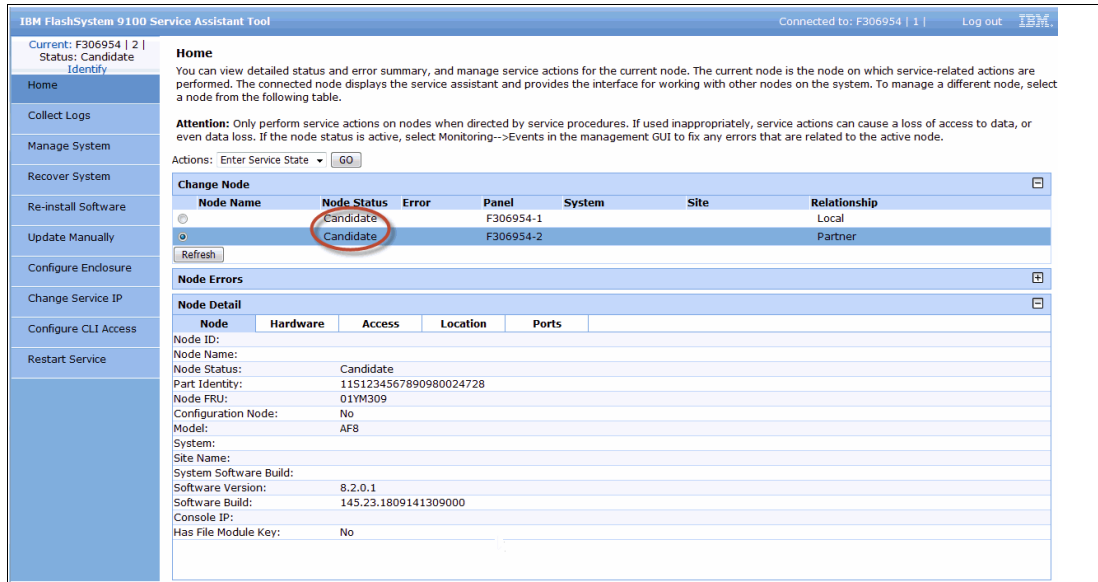 IBM FlashSystem 9100 Service Assistant Tool
Connected to: F306954 | 1 |
Log out
IBM.
Current: F306954 | 2 |
Status: Candidate
Identify
Home
Collect Logs
Manage System
Recover System
Re-install Software
Update Manually
Configure Enclosure
Change Service IP
Configure CLI Access
Restart Service
Home
You can view detailed status and error summary, and manage service actions for the current node. The current node is the node on which service-related actions are
performed. The connected node displays the service assistant and provides the interface for working with other nodes on the system. To manage a different node, select
a node from the following table.
Attention: Only perform service actions on nodes when directed by service procedures. If used inappropriately, service actions can cause a loss of access to data, or
even data loss. If the node status is active, select Monitoring-->Events in the management GUI to fix any errors that are related to the active node.
Actions: Enter Service State GO
Change Node
Node Name Node Status Error Panel System Site Relationship
Candidate F306954-1 Local
Candidate F306954-2 Partner
Refresh
Node Errors
Node Detail
Node Hardware Access Location Ports
Node ID:
Node Name:
Node Status: Candidate
Part Identity: 11S1234567890980024728
Node FRU: 01YM309
Configuration Node: No
Model: AF8
System:
Site Name:
System Software Build:
Software Version: 8.2.0.1
Software Build: 145.23.1809141309000
Console IP:
Has File Module Key: No